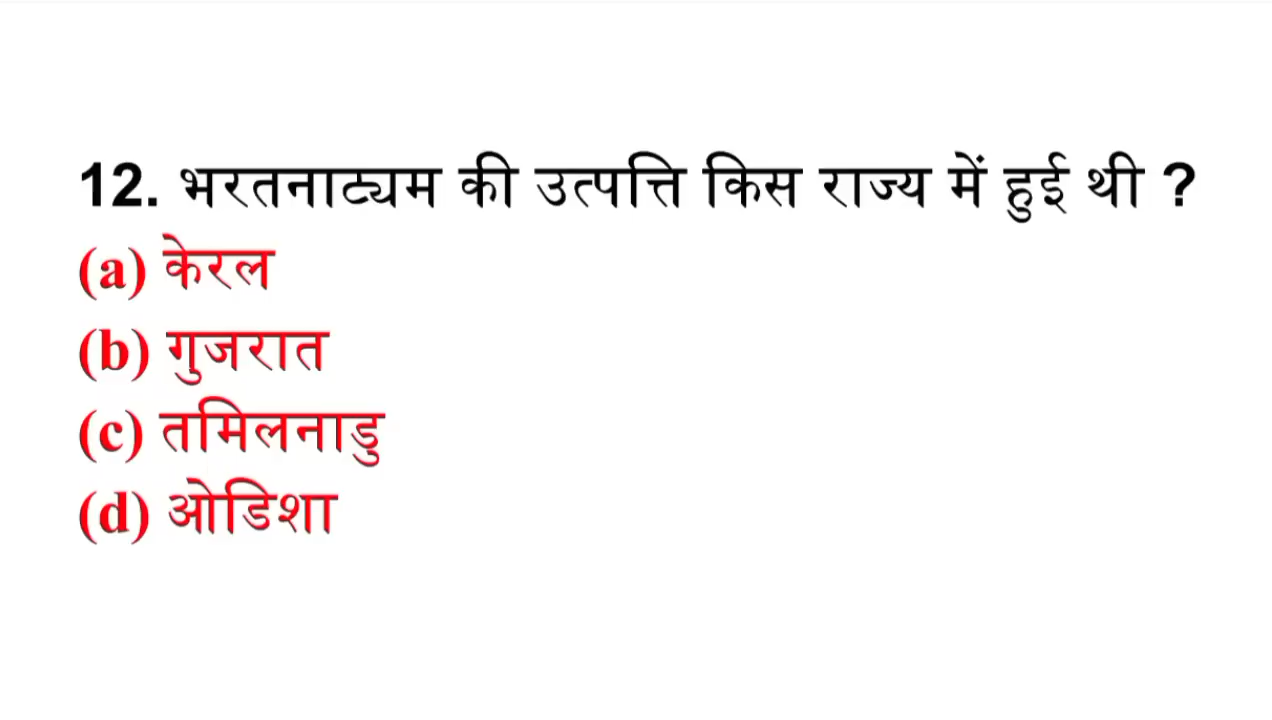 12. भरतनाट्यम की उत्पत्ति किस राज्य में हुई थी ?
(a) केरल
(b) गुजरात
(c) तमिलनाडु
(d) ओडिशा